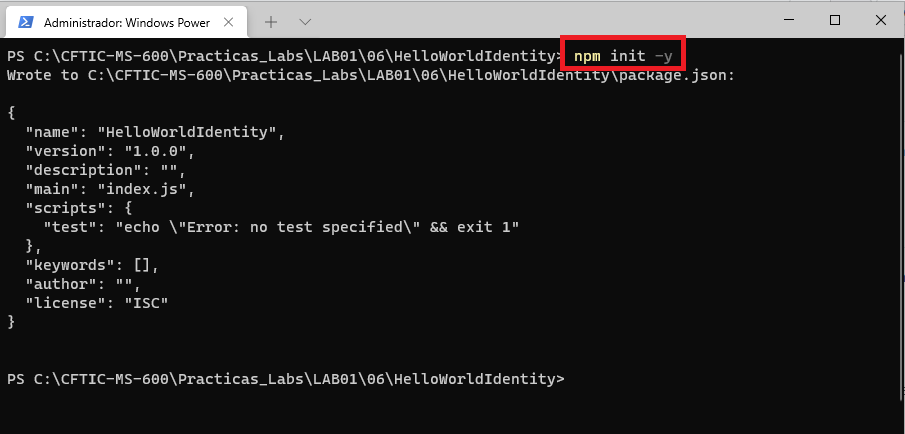 Administrador: Windows Power
PS C:\CFTIC-MS-600\Practicas_Labs\LAB01\06\HelloWorldIdentity> npm init -y
Wrote to C:\CFTIC-MS-600\Practicas_Labs\LAB01\06\HelloWorldIdentity\package.json:
{
  "name": "HelloWorldIdentity",
  "version": "1.0.0",
  "description": "",
  "main": "index.js",
  "scripts": {
    "test": "echo \"Error: no test specified\" && exit 1"
  },
  "keywords": [],
  "author": "",
  "license": "ISC"
}
PS C:\CFTIC-MS-600\Practicas_Labs\LAB01\06\HelloWorldIdentity>